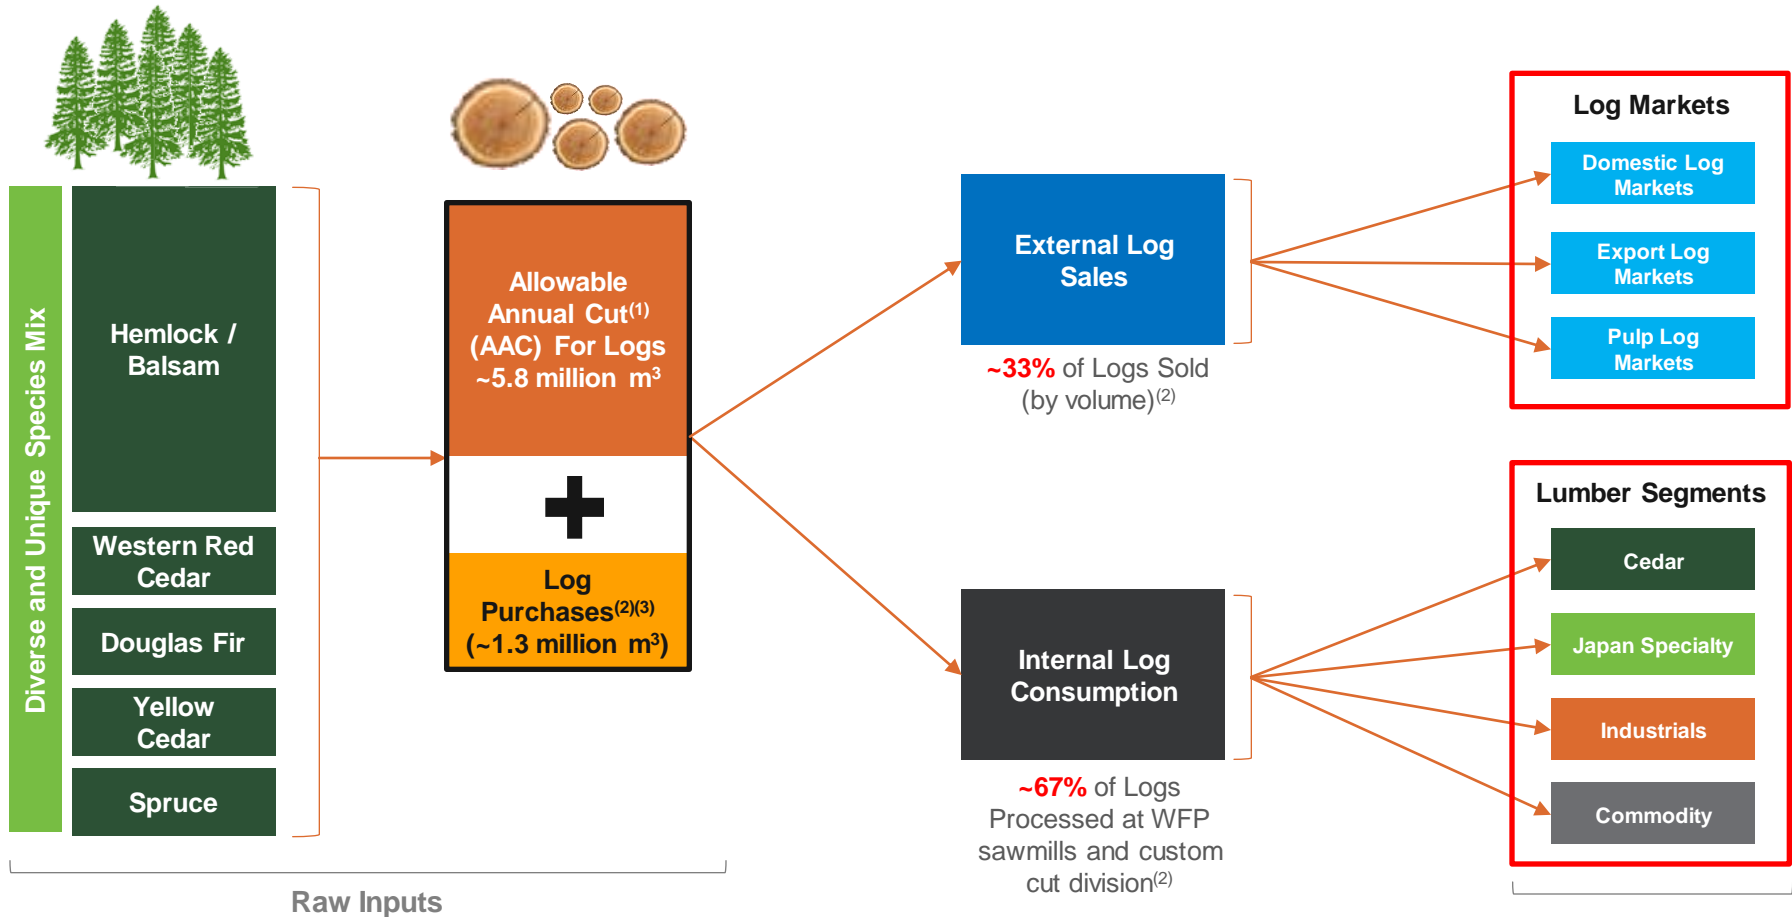 Diverse and Unique Species Mix
Hemlock /
Balsam
Western Red
Cedar
Douglas Fir
Yellow
Cedar
Spruce
Raw Inputs
Allowable
Annual Cut(1)
(AAC) For Logs
~5.8 million m3
+
Log
Purchases(2)(3)
(~1.3 million m3)
External Log
Sales
~33% of Logs Sold
(by volume)(2)
Internal Log
Consumption
~67% of Logs
Processed at WFP
sawmills and custom
cut division(2)
Log Markets
Domestic Log
Markets
Export Log
Markets
Pulp Log
Markets
Lumber Segments
Cedar
Japan Specialty
Industrials
Commodity